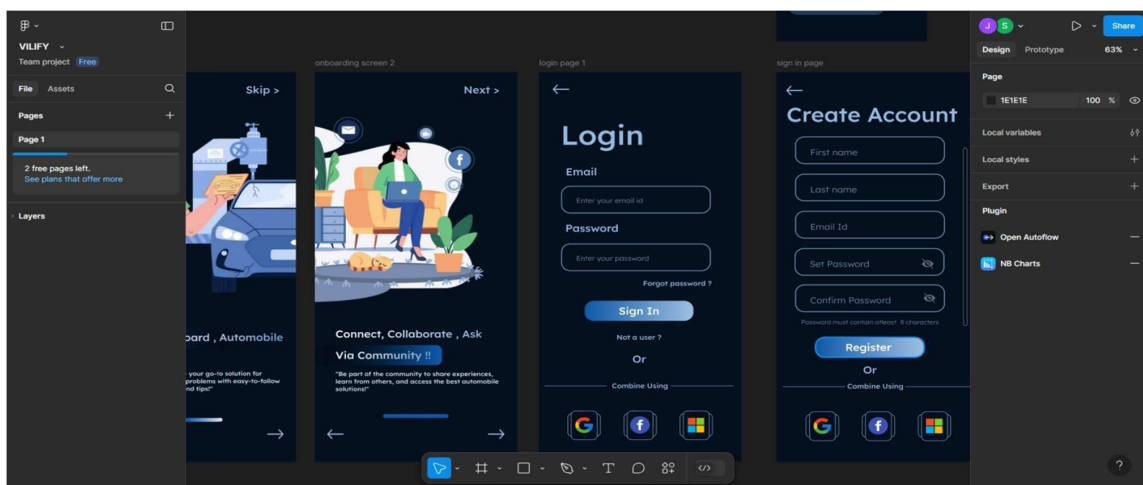 VILIFY
Team project Free
File Assets
Pages
Page 1
2 free pages left.
See plans that offer more
Layers
Skip >
oard , Automobile
your go-to solution for
problems with easy-to-follow
nd tips!"
onboarding screen 2
Next >
Connect, Collaborate , Ask
Via Community !!
"Be part of the community to share experiences,
learn from others, and access the best automobile
solutions!"
login page 1
Login
Email
Enter your email id
Password
Enter your password
Forgot password ?
Sign In
Not a user ?
Or
Combine Using
sign in page
Create Account
First name
Last name
Email Id
Set Password
Confirm Password
Password must contain atleast 8 characters
Register
Or
Combine Using
J S
Share
Design Prototype 63%
Page
1E1E1E 100 %
Local variables
Local styles
Export
Plugin
Open Autoflow
NB Charts